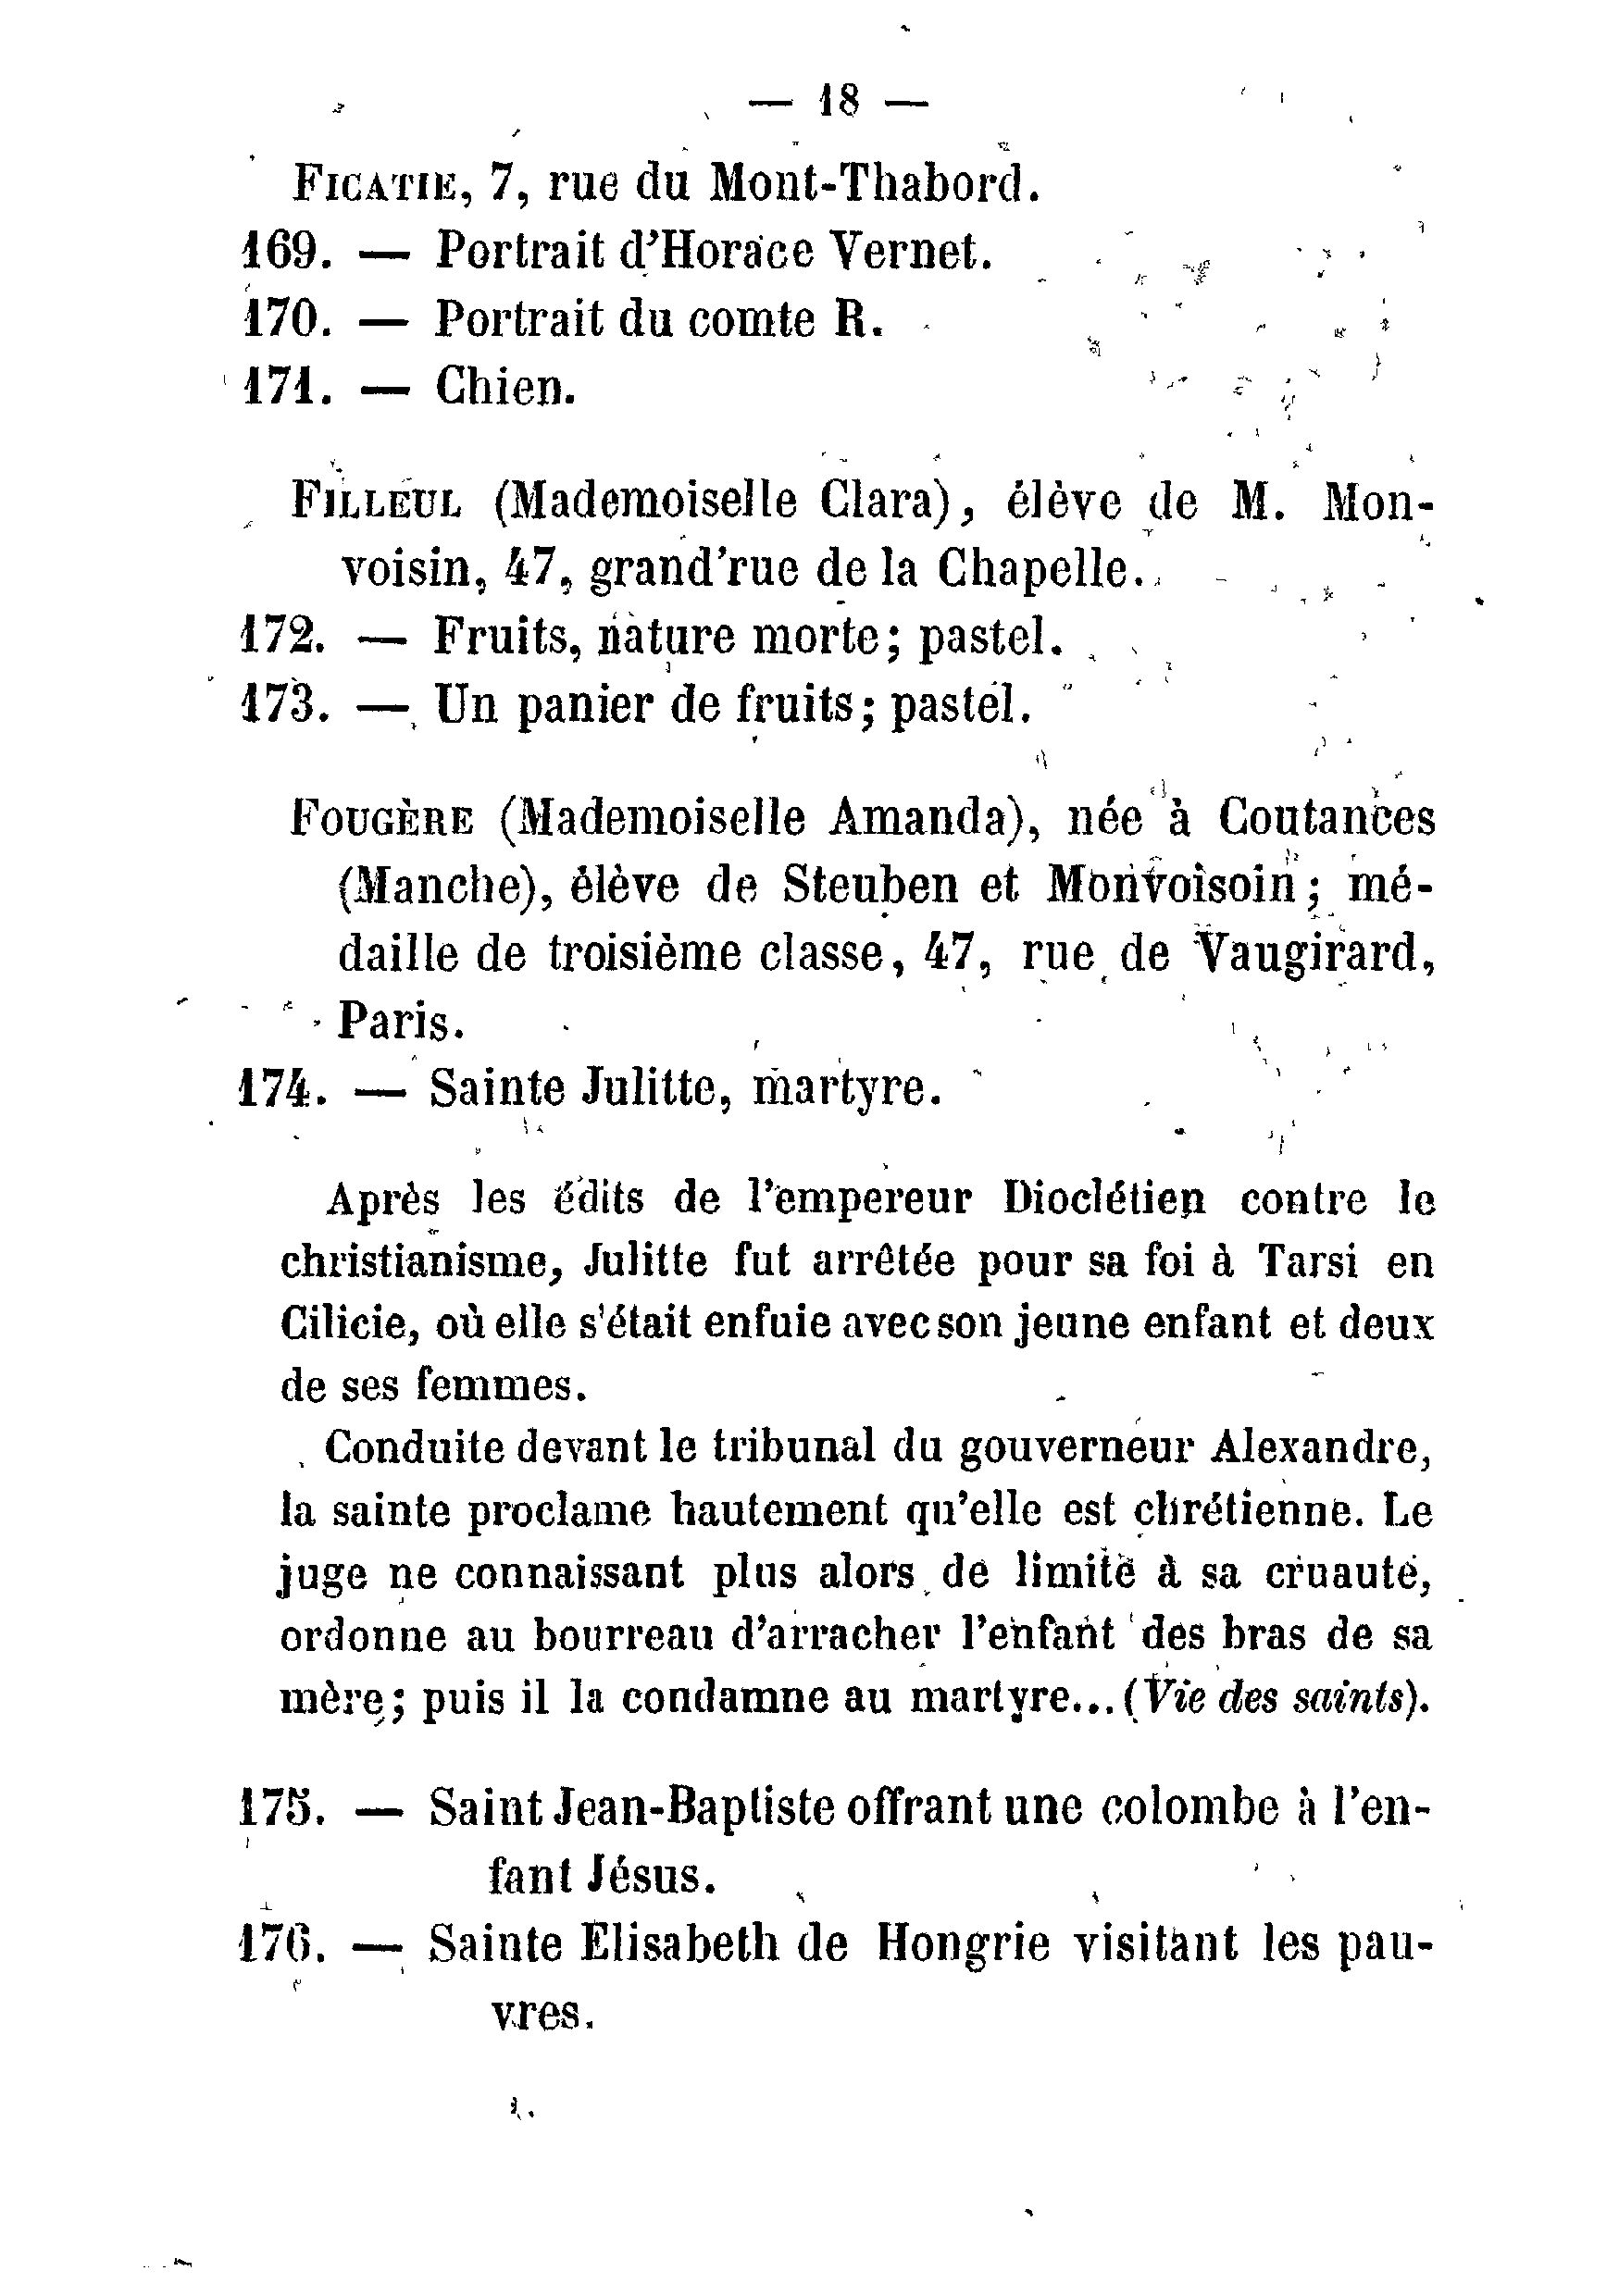 — 18 —
FICATIE, 7, rue du Mont-Thabord.
169. — Portrait d'Horace Vernet.
170. — Portrait du comte R.
171. — Chien.
FILLEUL (Mademoiselle Clara), élève de M. Mon-
voisin, 47, grand'rue de la Chapelle.
172. — Fruits, nature morte; pastel.
173. — Un panier de fruits; pastel.
FOUGÈRE (Mademoiselle Amanda), née à Coutances
(Manche), élève de Steuben et Monvoisoin; mé-
daille de troisième classe, 47, rue de Vaugirard,
Paris.
174. — Sainte Julitte, martyre.
Après les édits de l'empereur Dioclétien contre le
christianisme, Julitte fut arrêtée pour sa foi à Tarsi en
Cilicie, où elle s'était enfuie avec son jeune enfant et deux
de ses femmes.
Conduite devant le tribunal du gouverneur Alexandre,
la sainte proclame hautement qu'elle est chrétienne. Le
juge ne connaissant plus alors de limite à sa cruauté,
ordonne au bourreau d'arracher l'enfant des bras de sa
mère; puis il la condamne au martyre... (Vie des saints).
175. — Saint Jean-Baptiste offrant une colombe à l'en-
fant Jésus.
176. — Sainte Elisabeth de Hongrie visitant les pau-
vres.